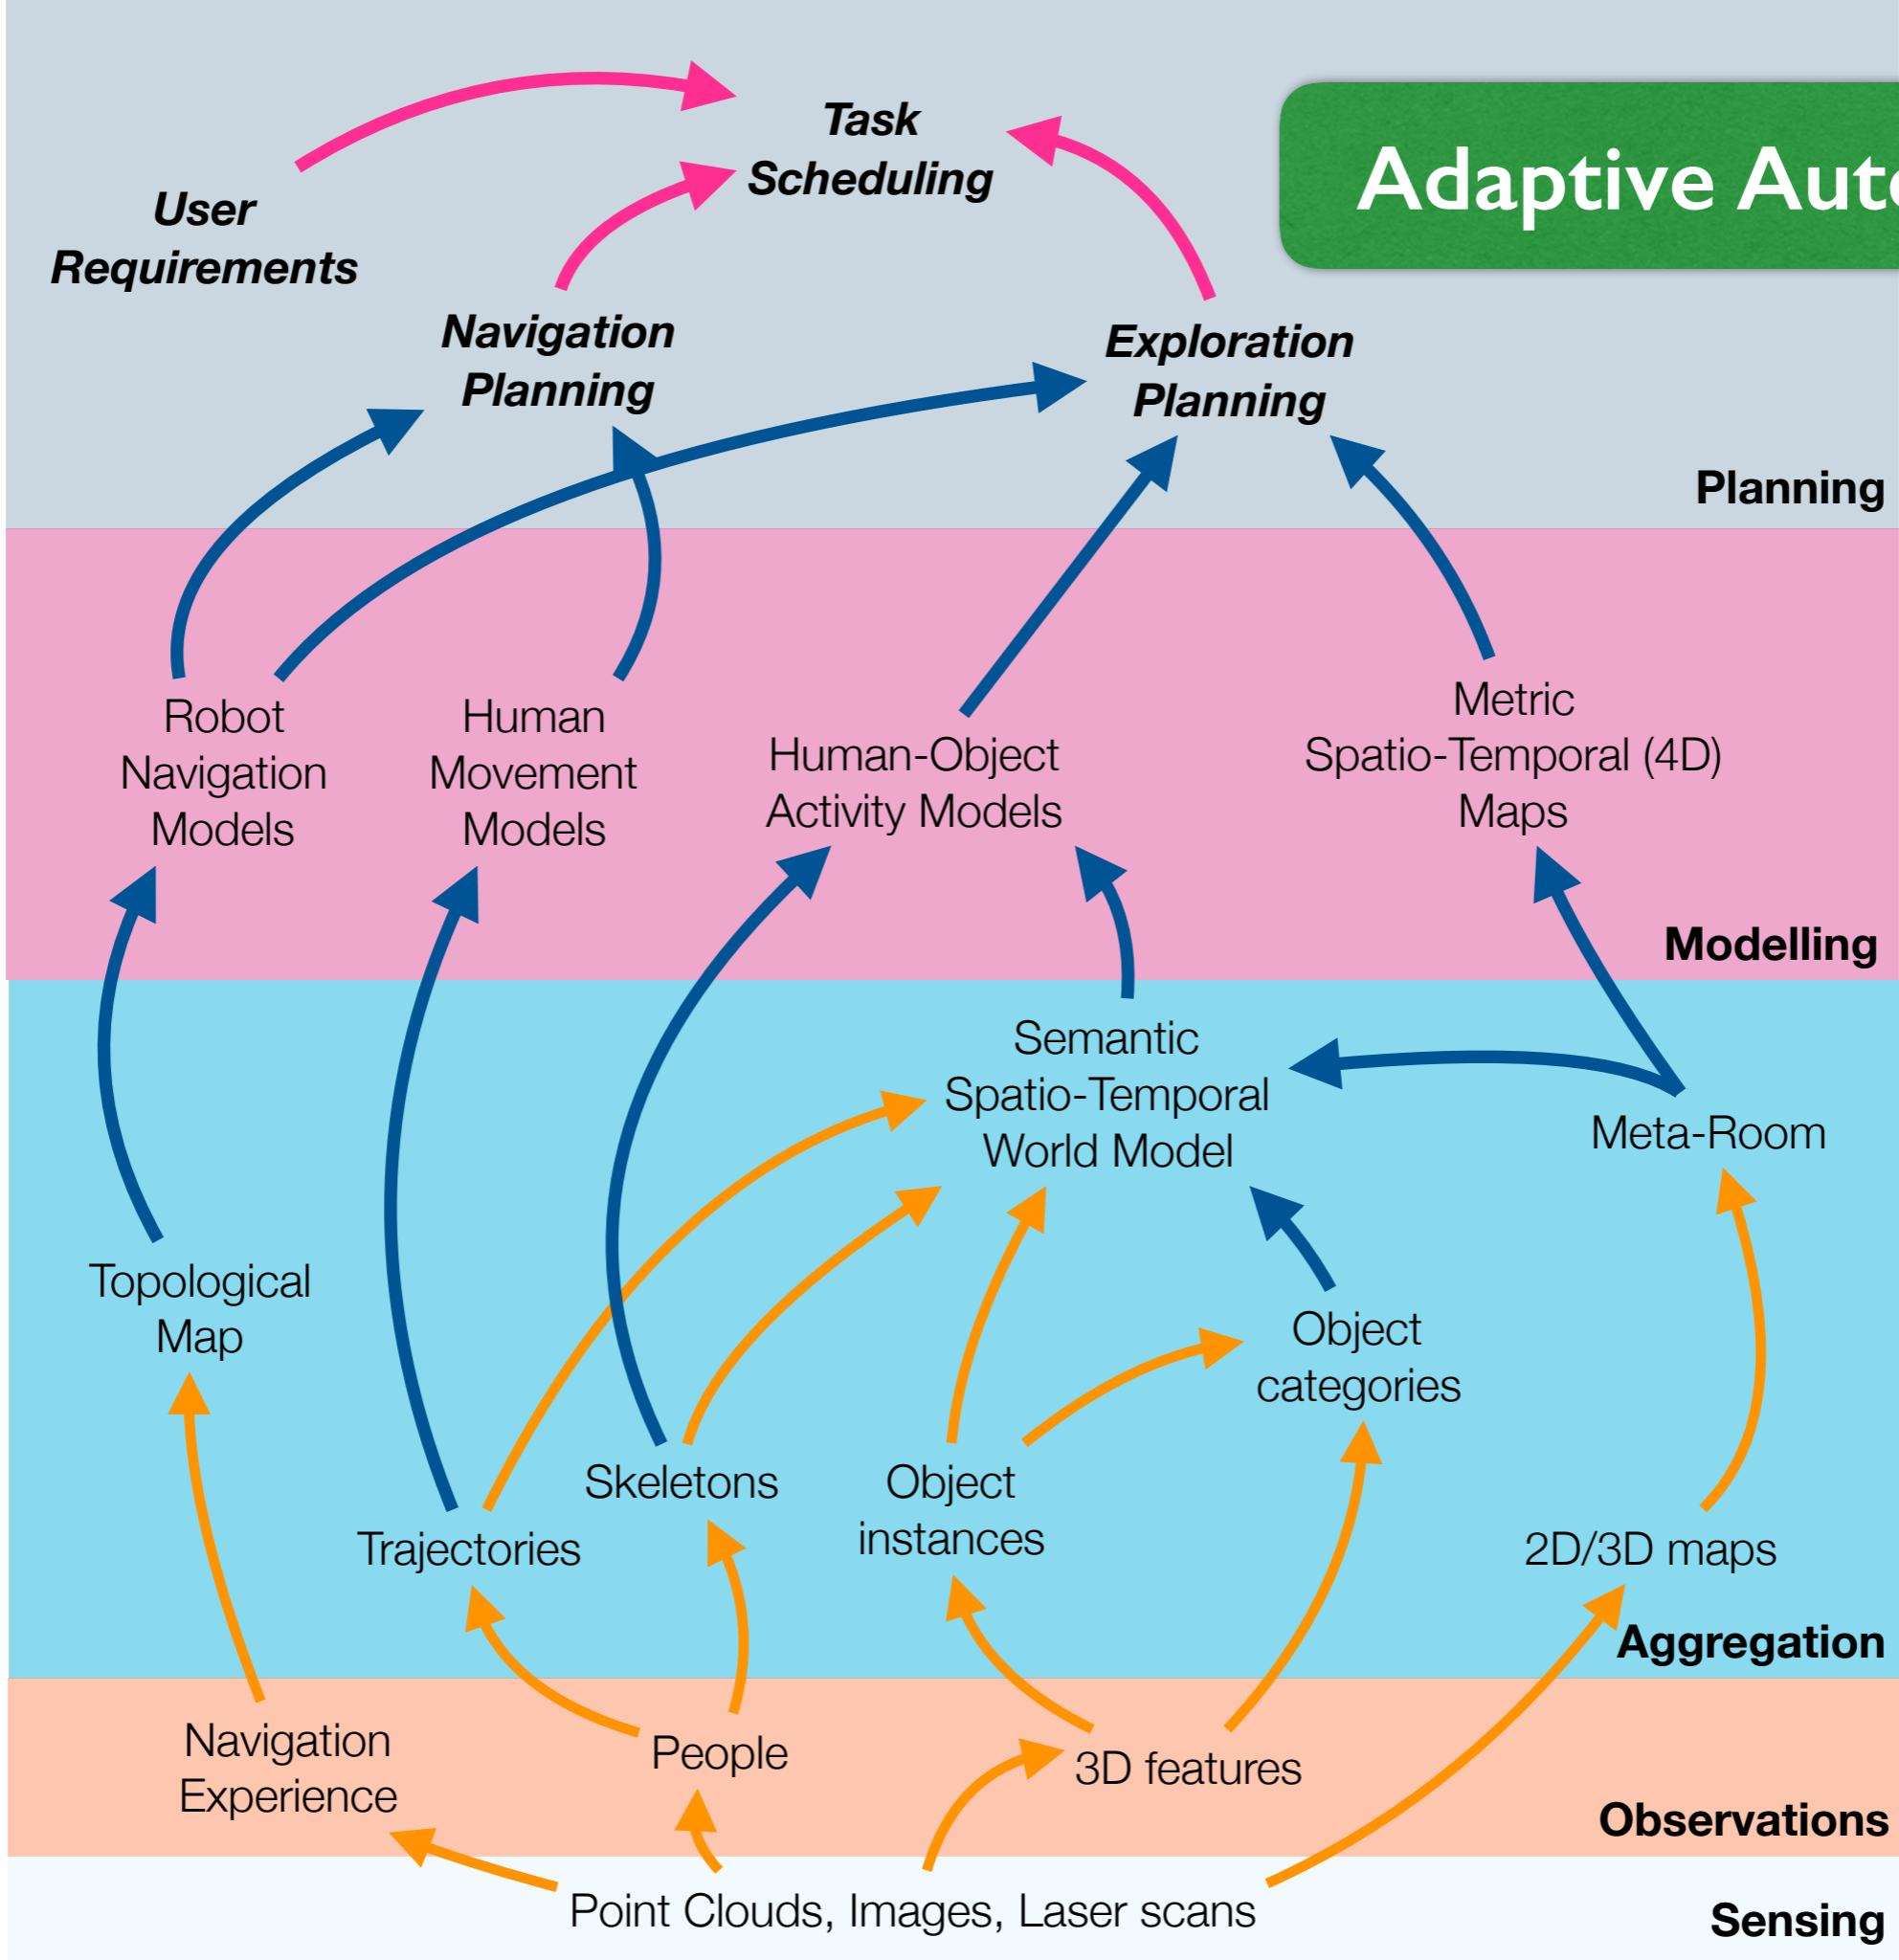 Task
Scheduling
Adaptive
User
Requirements
Navigation
Planning
Exploration
Planning
Planning
Robot
Navigation
Models
Human
Movement
Models
Human-Object
Activity Models
Metric
Spatio-Temporal (4D)
Maps
Modelling
Semantic
Spatio-Temporal
World Model
Meta-Room
Topological
Map
Object
categories
Skeletons
Object
instances
Trajectories
2D/3D maps
Aggregation
Navigation
Experience
People
3D features
Observations
Point Clouds, Images, Laser scans
Sensing